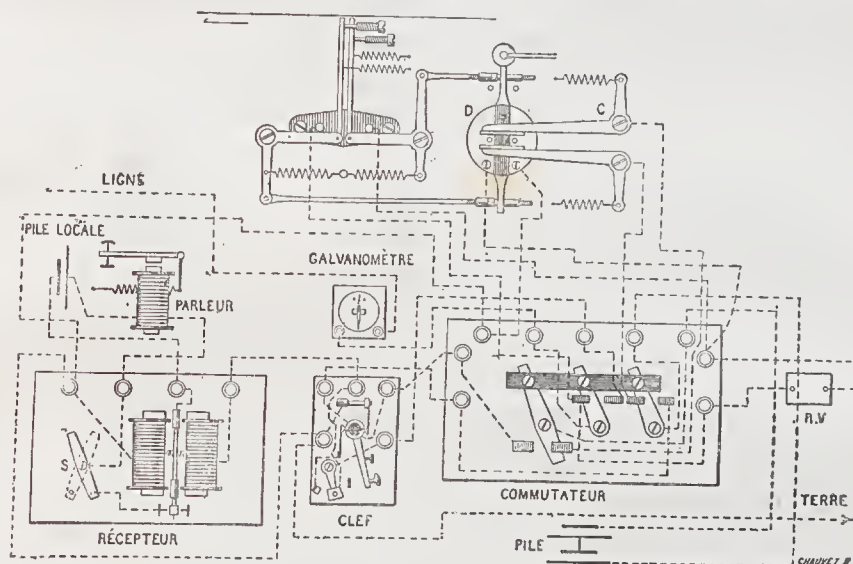 D
C
LIGNE
PILE LOCALE
GALVANOMÈTRE
PARLEUR
S
R.V
COMMUTATEUR
TERRE
CLEF
RÉCEPTEUR
PILE